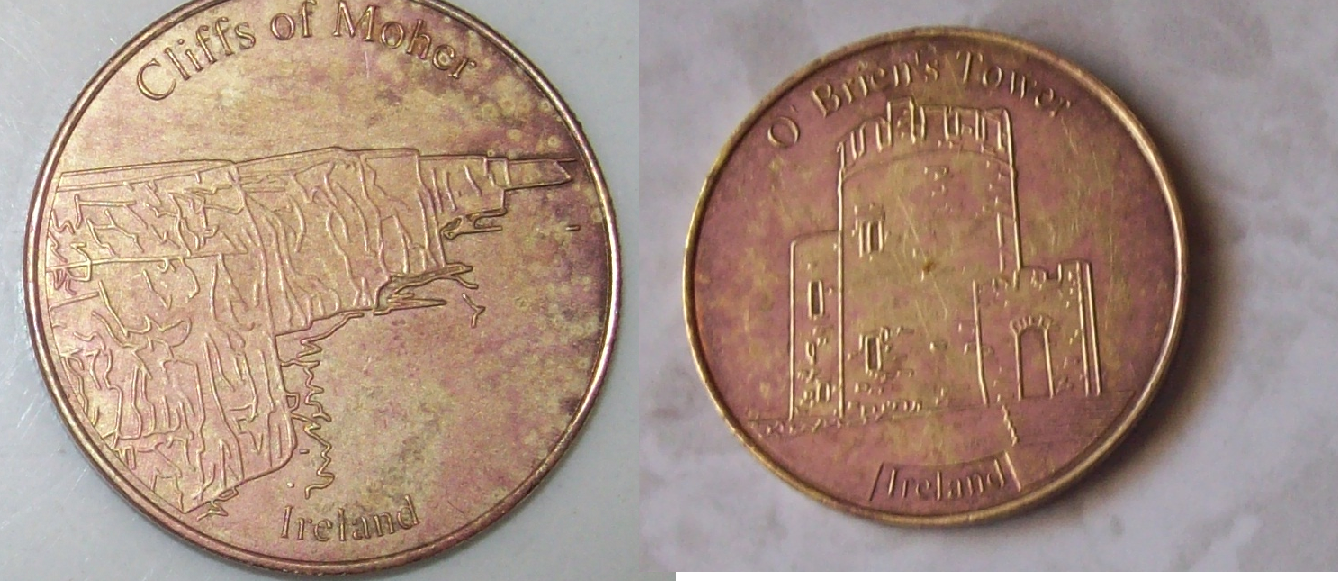 Cliffs of Moher
Ireland
O' Brien's Tower
Ireland